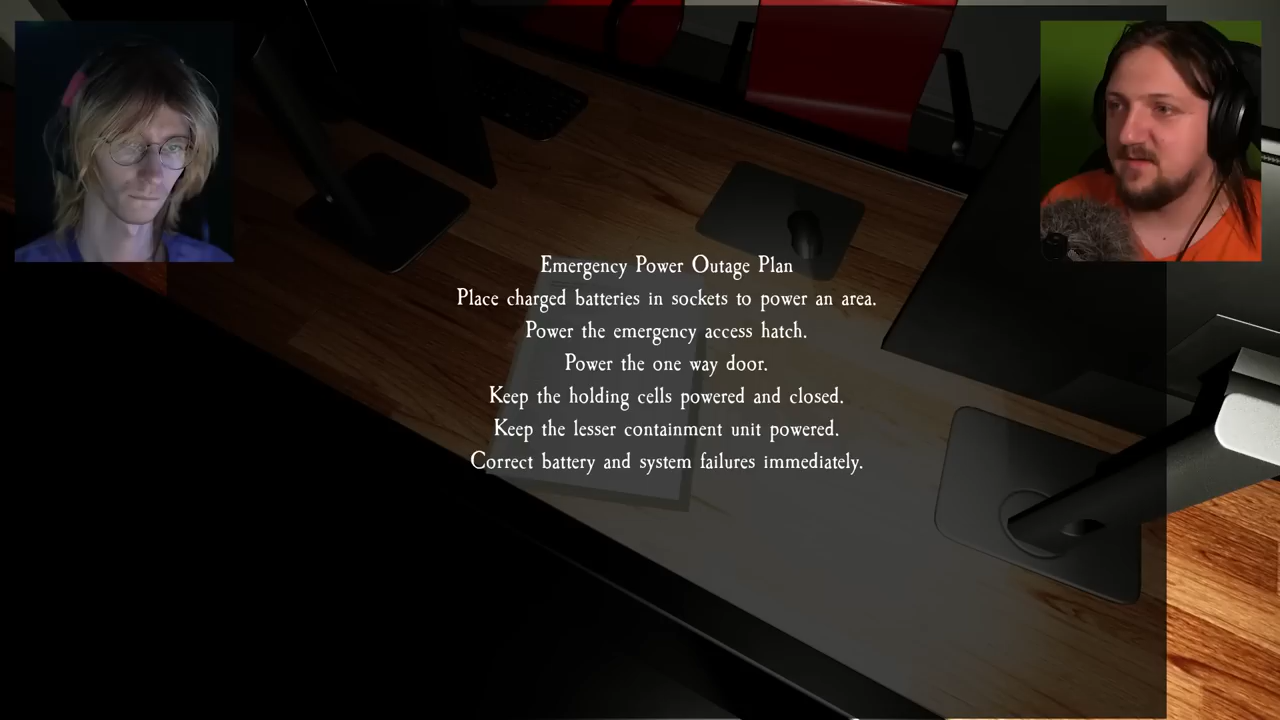 Emergency Power Outage Plan
Place charged batteries in sockets to power an area.
Power the emergency access hatch.
Power the one way door.
Keep the holding cells powered and closed.
Keep the lesser containment unit powered.
Correct battery and system failures immediately.